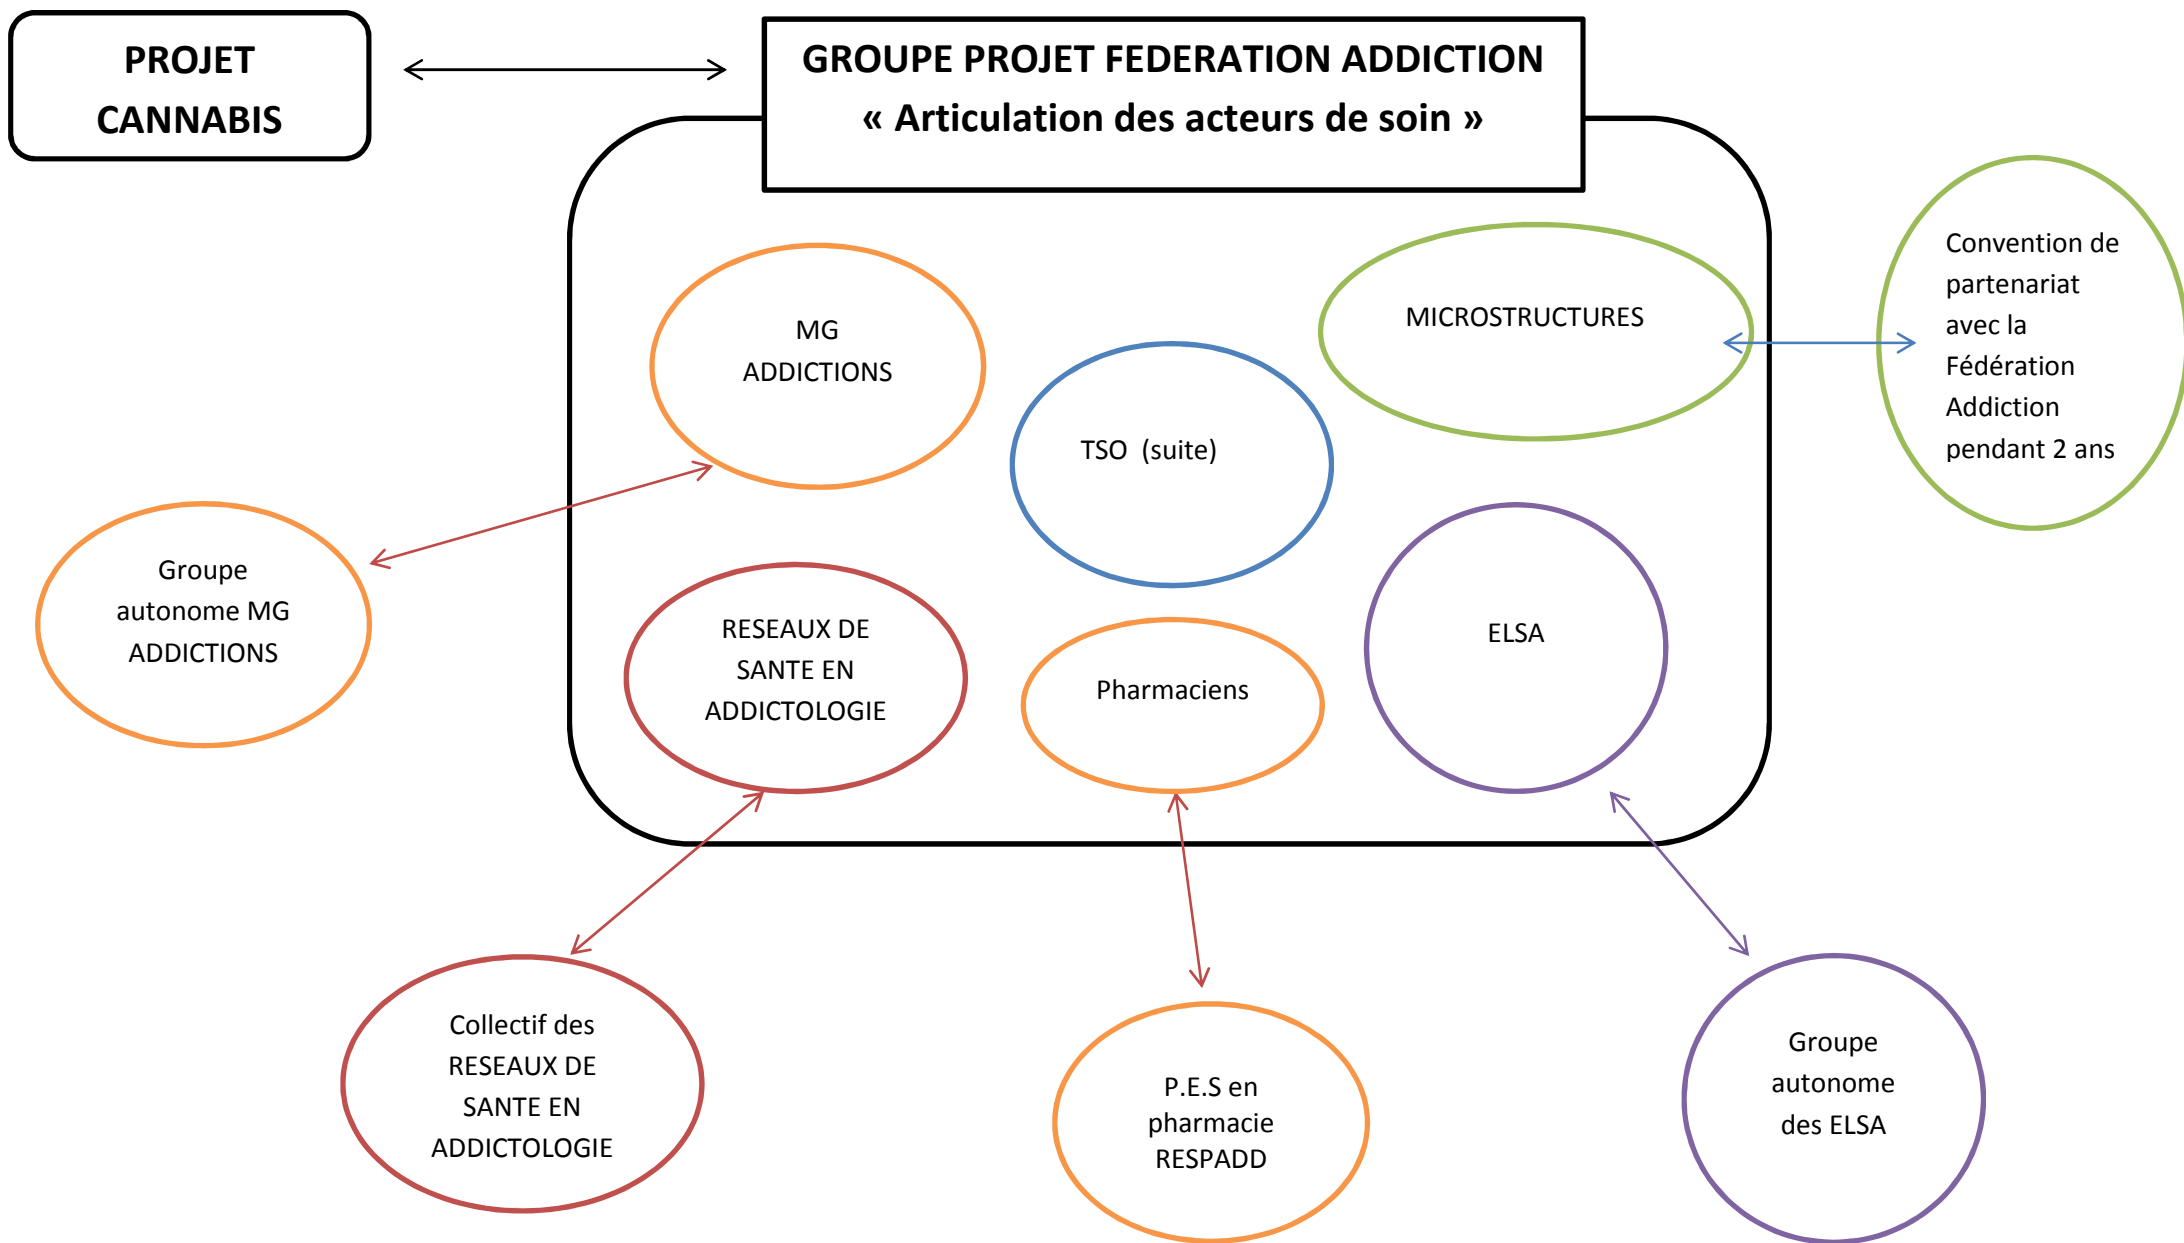 PROJET
CANNABIS
GROUPE PROJET FEDERATION ADDICTION
« Articulation des acteurs de soin »
MG
ADDICTIONS
TSO (suite)
MICROSTRUCTURES
Convention de
partenariat
avec la
Fédération
Addiction
pendant 2 ans
Groupe
autonome MG
ADDICTIONS
RESEAUX DE
SANTE EN
ADDICTOLOGIE
Pharmaciens
ELSA
Collectif des
RESEAUX DE
SANTE EN
ADDICTOLOGIE
P.E.S en
pharmacie
RESPADD
Groupe
autonome
des ELSA